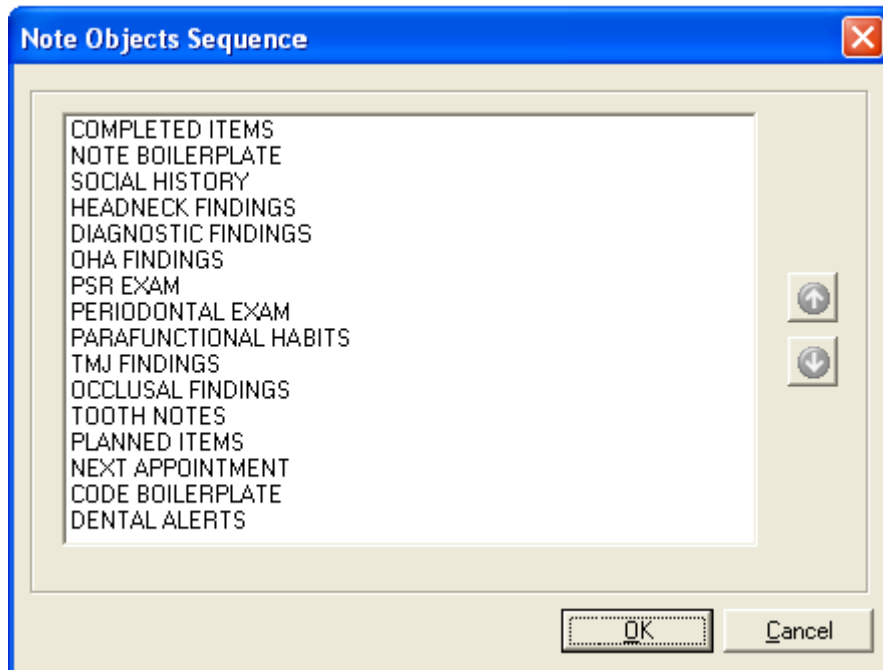 Note Objects Sequence
COMPLETED ITEMS
NOTE BOILERPLATE
SOCIAL HISTORY
HEADNECK FINDINGS
DIAGNOSTIC FINDINGS
OHA FINDINGS
PSR EXAM
PERIODONTAL EXAM
PARAFUNCTIONAL HABITS
TMJ FINDINGS
OCCLUSAL FINDINGS
TOOTH NOTES
PLANNED ITEMS
NEXT APPOINTMENT
CODE BOILERPLATE
DENTAL ALERTS
OK Cancel